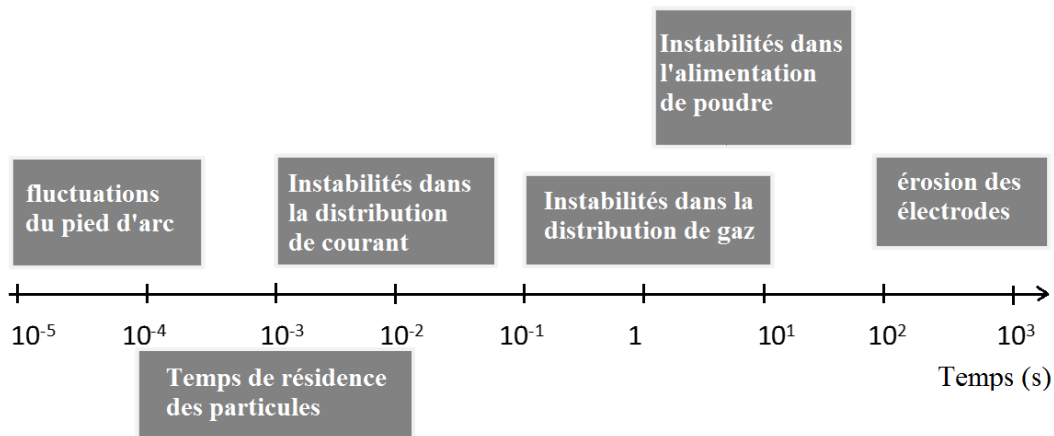 Instabilités dans
l'alimentation
de poudre
fluctuations
du pied d'arc
Instabilités dans
la distribution
de courant
Instabilités dans la
distribution de gaz
érosion des
électrodes
10⁻⁵ 10⁻⁴ 10⁻³ 10⁻² 10⁻¹ 1 10¹ 10² 10³
Temps (s)
Temps de résidence
des particules